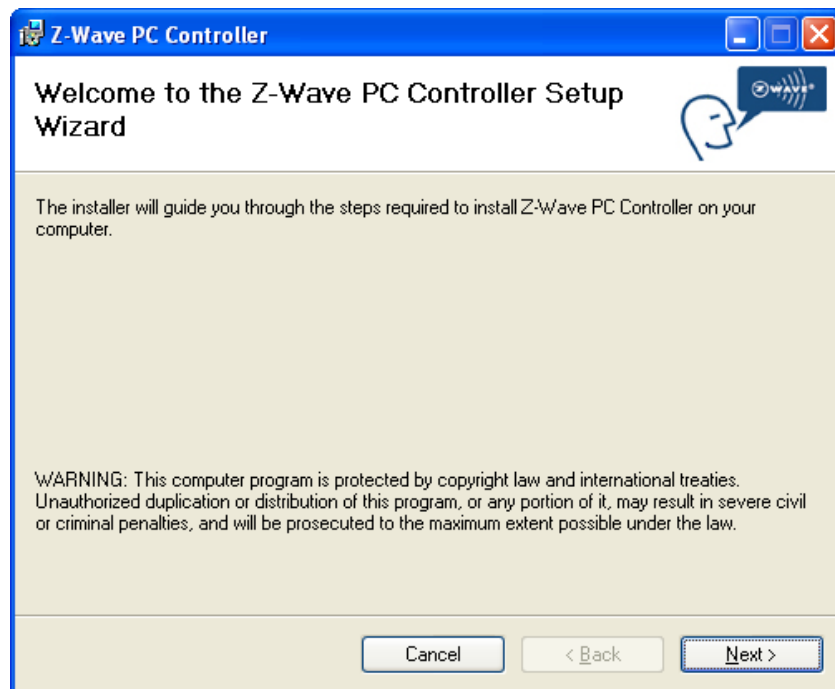 Z-Wave PC Controller
Welcome to the Z-Wave PC Controller Setup
Wizard
Z WAVE
The installer will guide you through the steps required to install Z-Wave PC Controller on your
computer.
WARNING: This computer program is protected by copyright law and international treaties.
Unauthorized duplication or distribution of this program, or any portion of it, may result in severe civil
or criminal penalties, and will be prosecuted to the maximum extent possible under the law.
Cancel
< Back
Next >